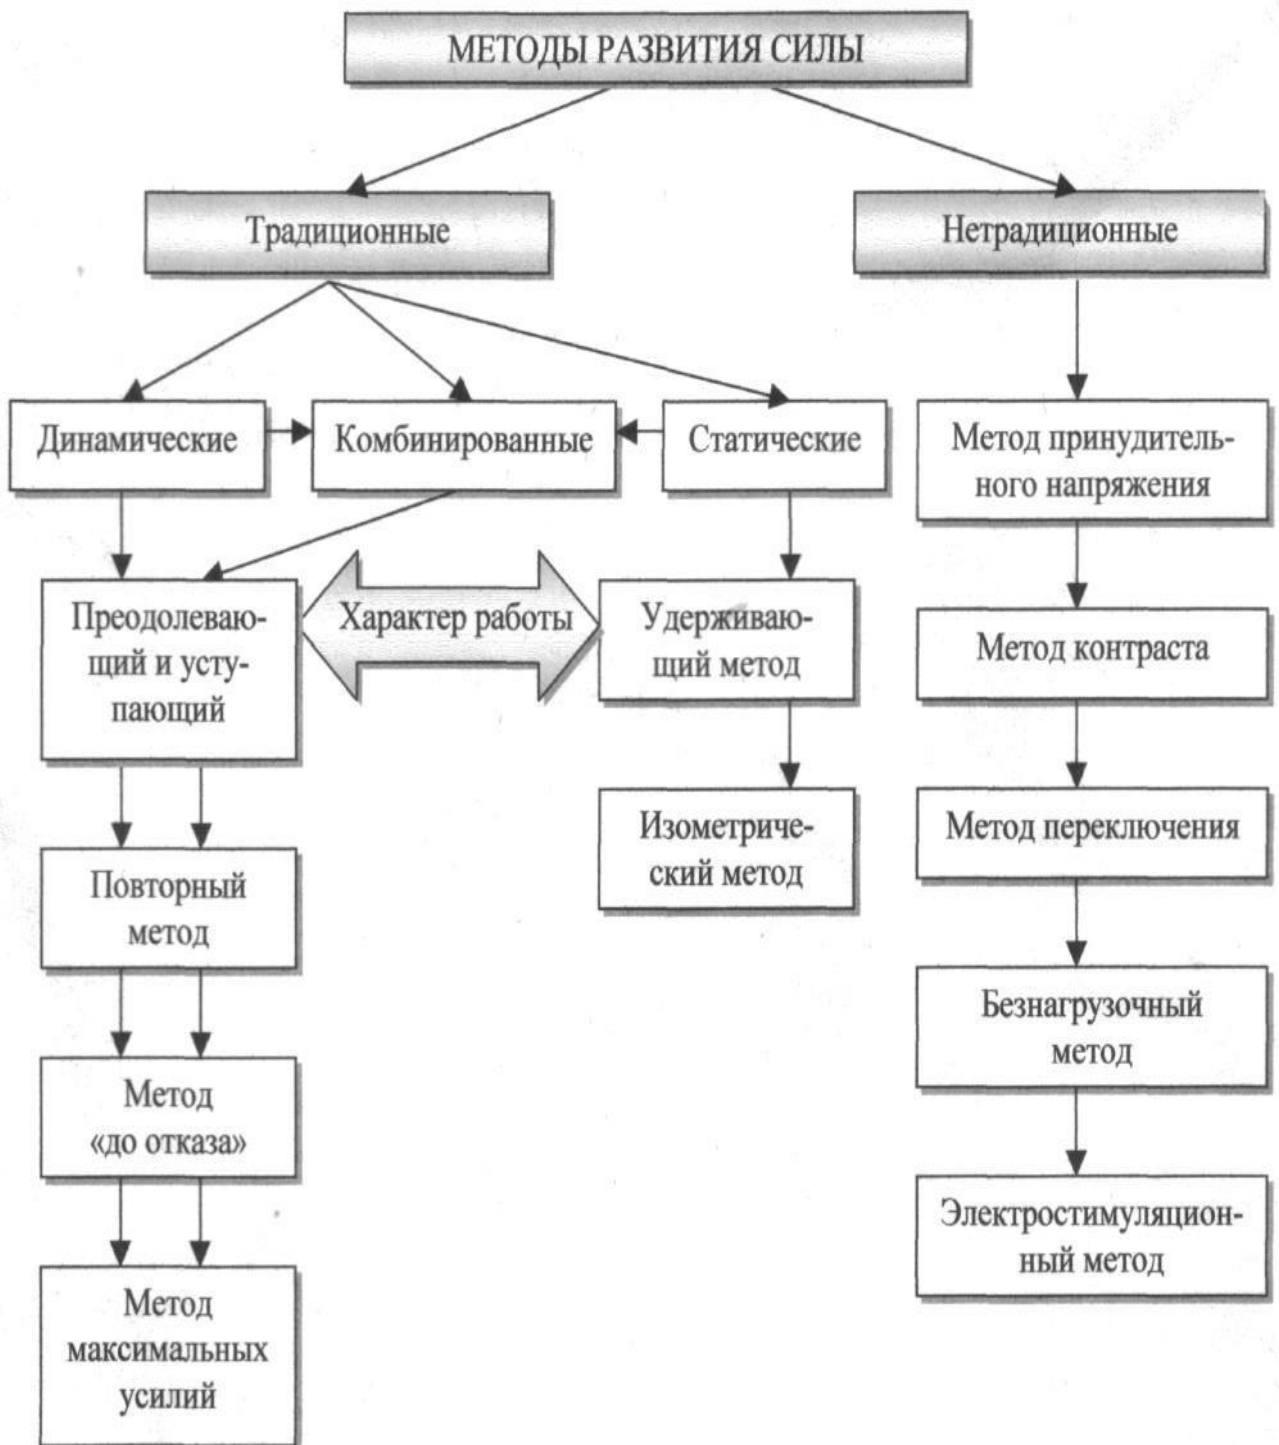 МЕТОДЫ РАЗВИТИЯ СИЛЫ
Традиционные
Нетрадиционные
Динамические
Комбинированные
Статические
Метод принудитель-
ного напряжения
Преодолеваю-
щий и усту-
пающий
Характер работы
Удерживаю-
щий метод
Метод контраста
Изометриче-
ский метод
Метод переключения
Повторный
метод
Безнагрузочный
метод
Метод
«до отказа»
Электростимуляцион-
ный метод
Метод
максимальных
усилий